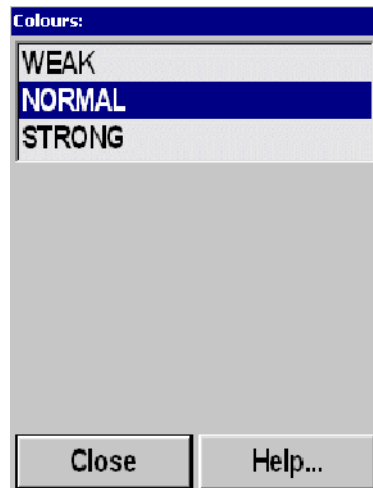 Colours:
WEAK
NORMAL
STRONG
Close
Help...